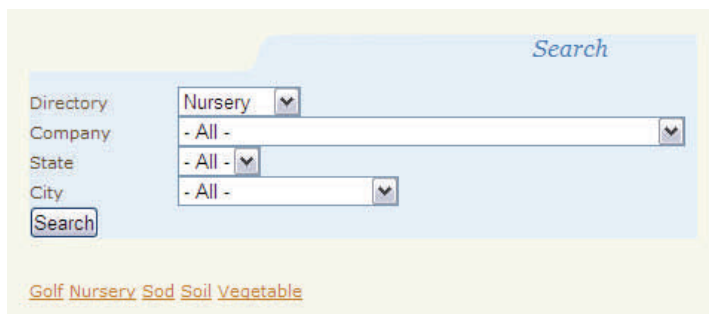 Search
Directory Nursery
Company - All -
State - All -
City - All -
Search
Golf Nursery Sod Soil Vegetable